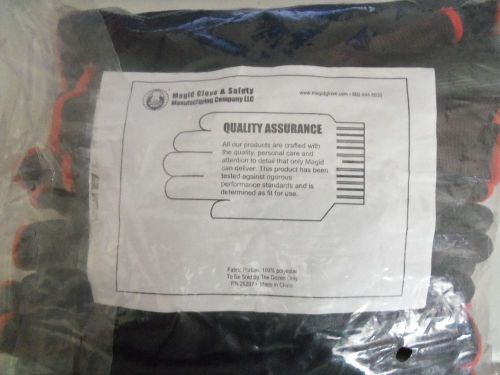 Magid Glove & Safety
Manufacturing Company LLC
www.magidglove.com
QUALITY ASSURANCE
All our products are crafted with
the quality, personal care and
attention to detail that only Magid
can deliver. This product has been
tested against rigorous
performance standards and is
determined as fit for use.
Fabric Portion: 100% polyester
To Be Sold By The Dozen Only
Made in China